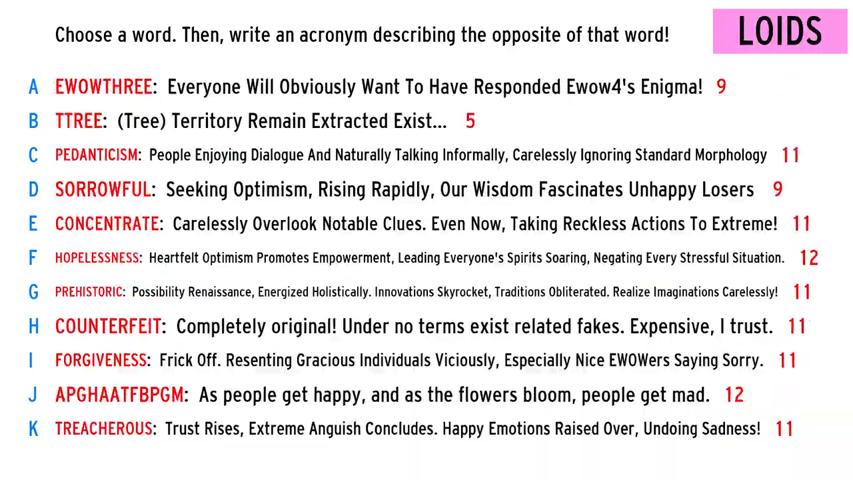 Choose a word. Then, write an acronym describing the opposite of that word!
LOIDS
A EWOWTHREE: Everyone Will Obviously Want To Have Responded Ewow4's Enigma! 9
B TTREE: (Tree) Territory Remain Extracted Exist... 5
C PEDANTICISM: People Enjoying Dialogue And Naturally Talking Informally, Carelessly Ignoring Standard Morphology 11
D SORROWFUL: Seeking Optimism, Rising Rapidly, Our Wisdom Fascinates Unhappy Losers 9
E CONCENTRATE: Carelessly Overlook Notable Clues. Even Now, Taking Reckless Actions To Extreme! 11
F HOPELESSNESS: Heartfelt Optimism Promotes Empowerment, Leading Everyone's Spirits Soaring, Negating Every Stressful Situation. 12
G PREHISTORIC: Possibility Renaissance, Energized Holistically. Innovations Skyrocket, Traditions Obliterated. Realize Imaginations Carelessly! 11
H COUNTERFEIT: Completely original! Under no terms exist related fakes. Expensive, I trust. 11
I FORGIVENESS: Frick Off. Resenting Gracious Individuals Viciously, Especially Nice EWOWers Saying Sorry. 11
J APGHAATFBPGM: As people get happy, and as the flowers bloom, people get mad. 12
K TREACHEROUS: Trust Rises, Extreme Anguish Concludes. Happy Emotions Raised Over, Undoing Sadness! 11